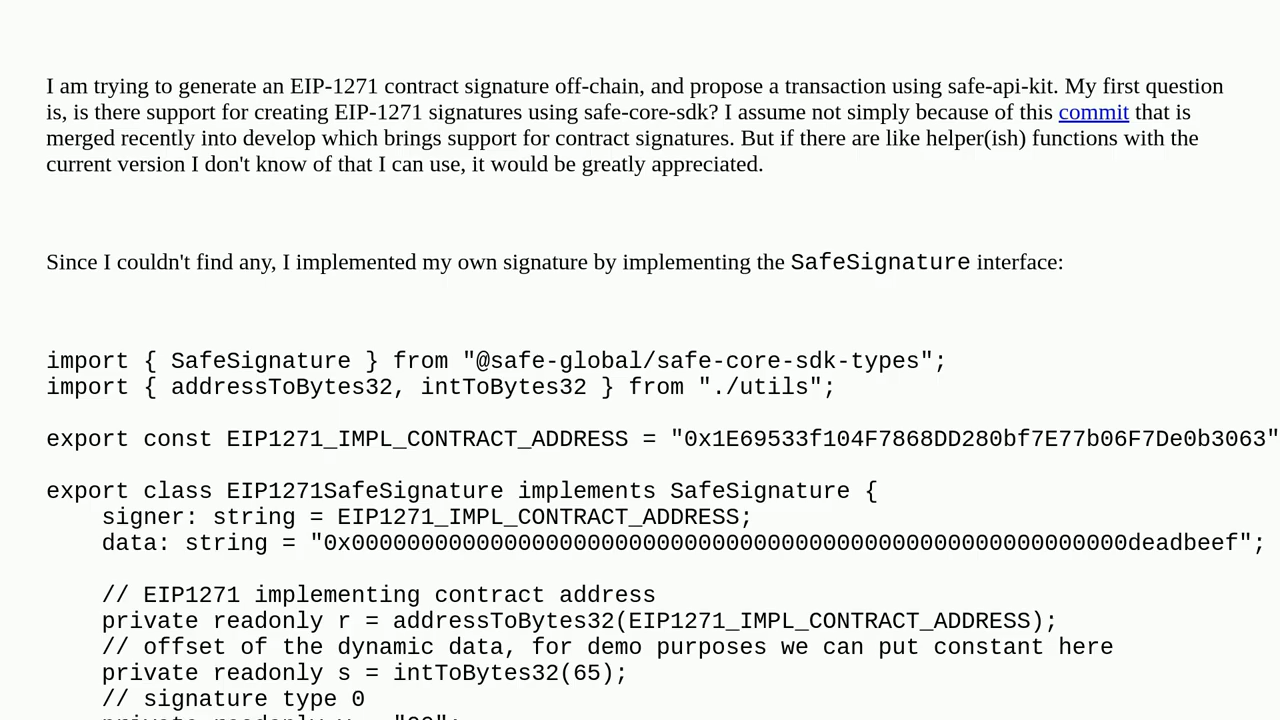 I am trying to generate an EIP-1271 contract signature off-chain, and propose a transaction using safe-api-kit. My first question
is, is there support for creating EIP-1271 signatures using safe-core-sdk? I assume not simply because of this commit that is
merged recently into develop which brings support for contract signatures. But if there are like helper(ish) functions with the
current version I don't know of that I can use, it would be greatly appreciated.
Since I couldn't find any, I implemented my own signature by implementing the SafeSignature interface:
import { SafeSignature } from "@safe-global/safe-core-sdk-types";
import { addressToBytes32, intToBytes32 } from "./utils";
export const EIP1271_IMPL_CONTRACT_ADDRESS = "0x1E69533f104F7868DD280bf7E77b06F7De0b3063"
export class EIP1271SafeSignature implements SafeSignature {
signer: string = EIP1271_IMPL_CONTRACT_ADDRESS;
data: string = "0x00000000000000000000000000000000000000000000000000000000deadbeef";
// EIP1271 implementing contract address
private readonly r = addressToBytes32(EIP1271_IMPL_CONTRACT_ADDRESS);
// offset of the dynamic data, for demo purposes we can put constant here
private readonly s = intToBytes32(65);
// signature type 0